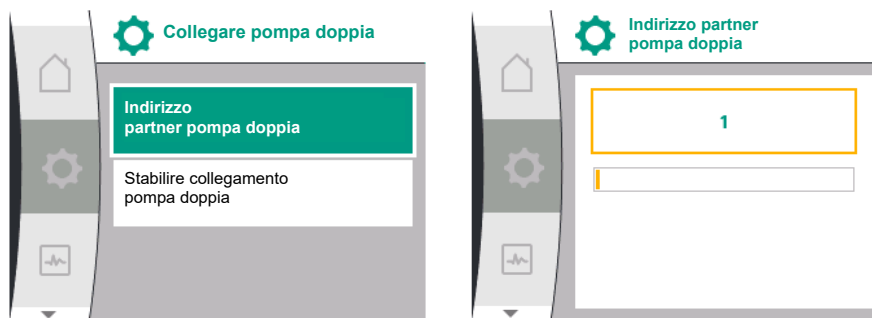 Collegare pompa doppia
Indirizzo
partner pompa doppia
Stabilire collegamento
pompa doppia
Indirizzo partner
pompa doppia
1